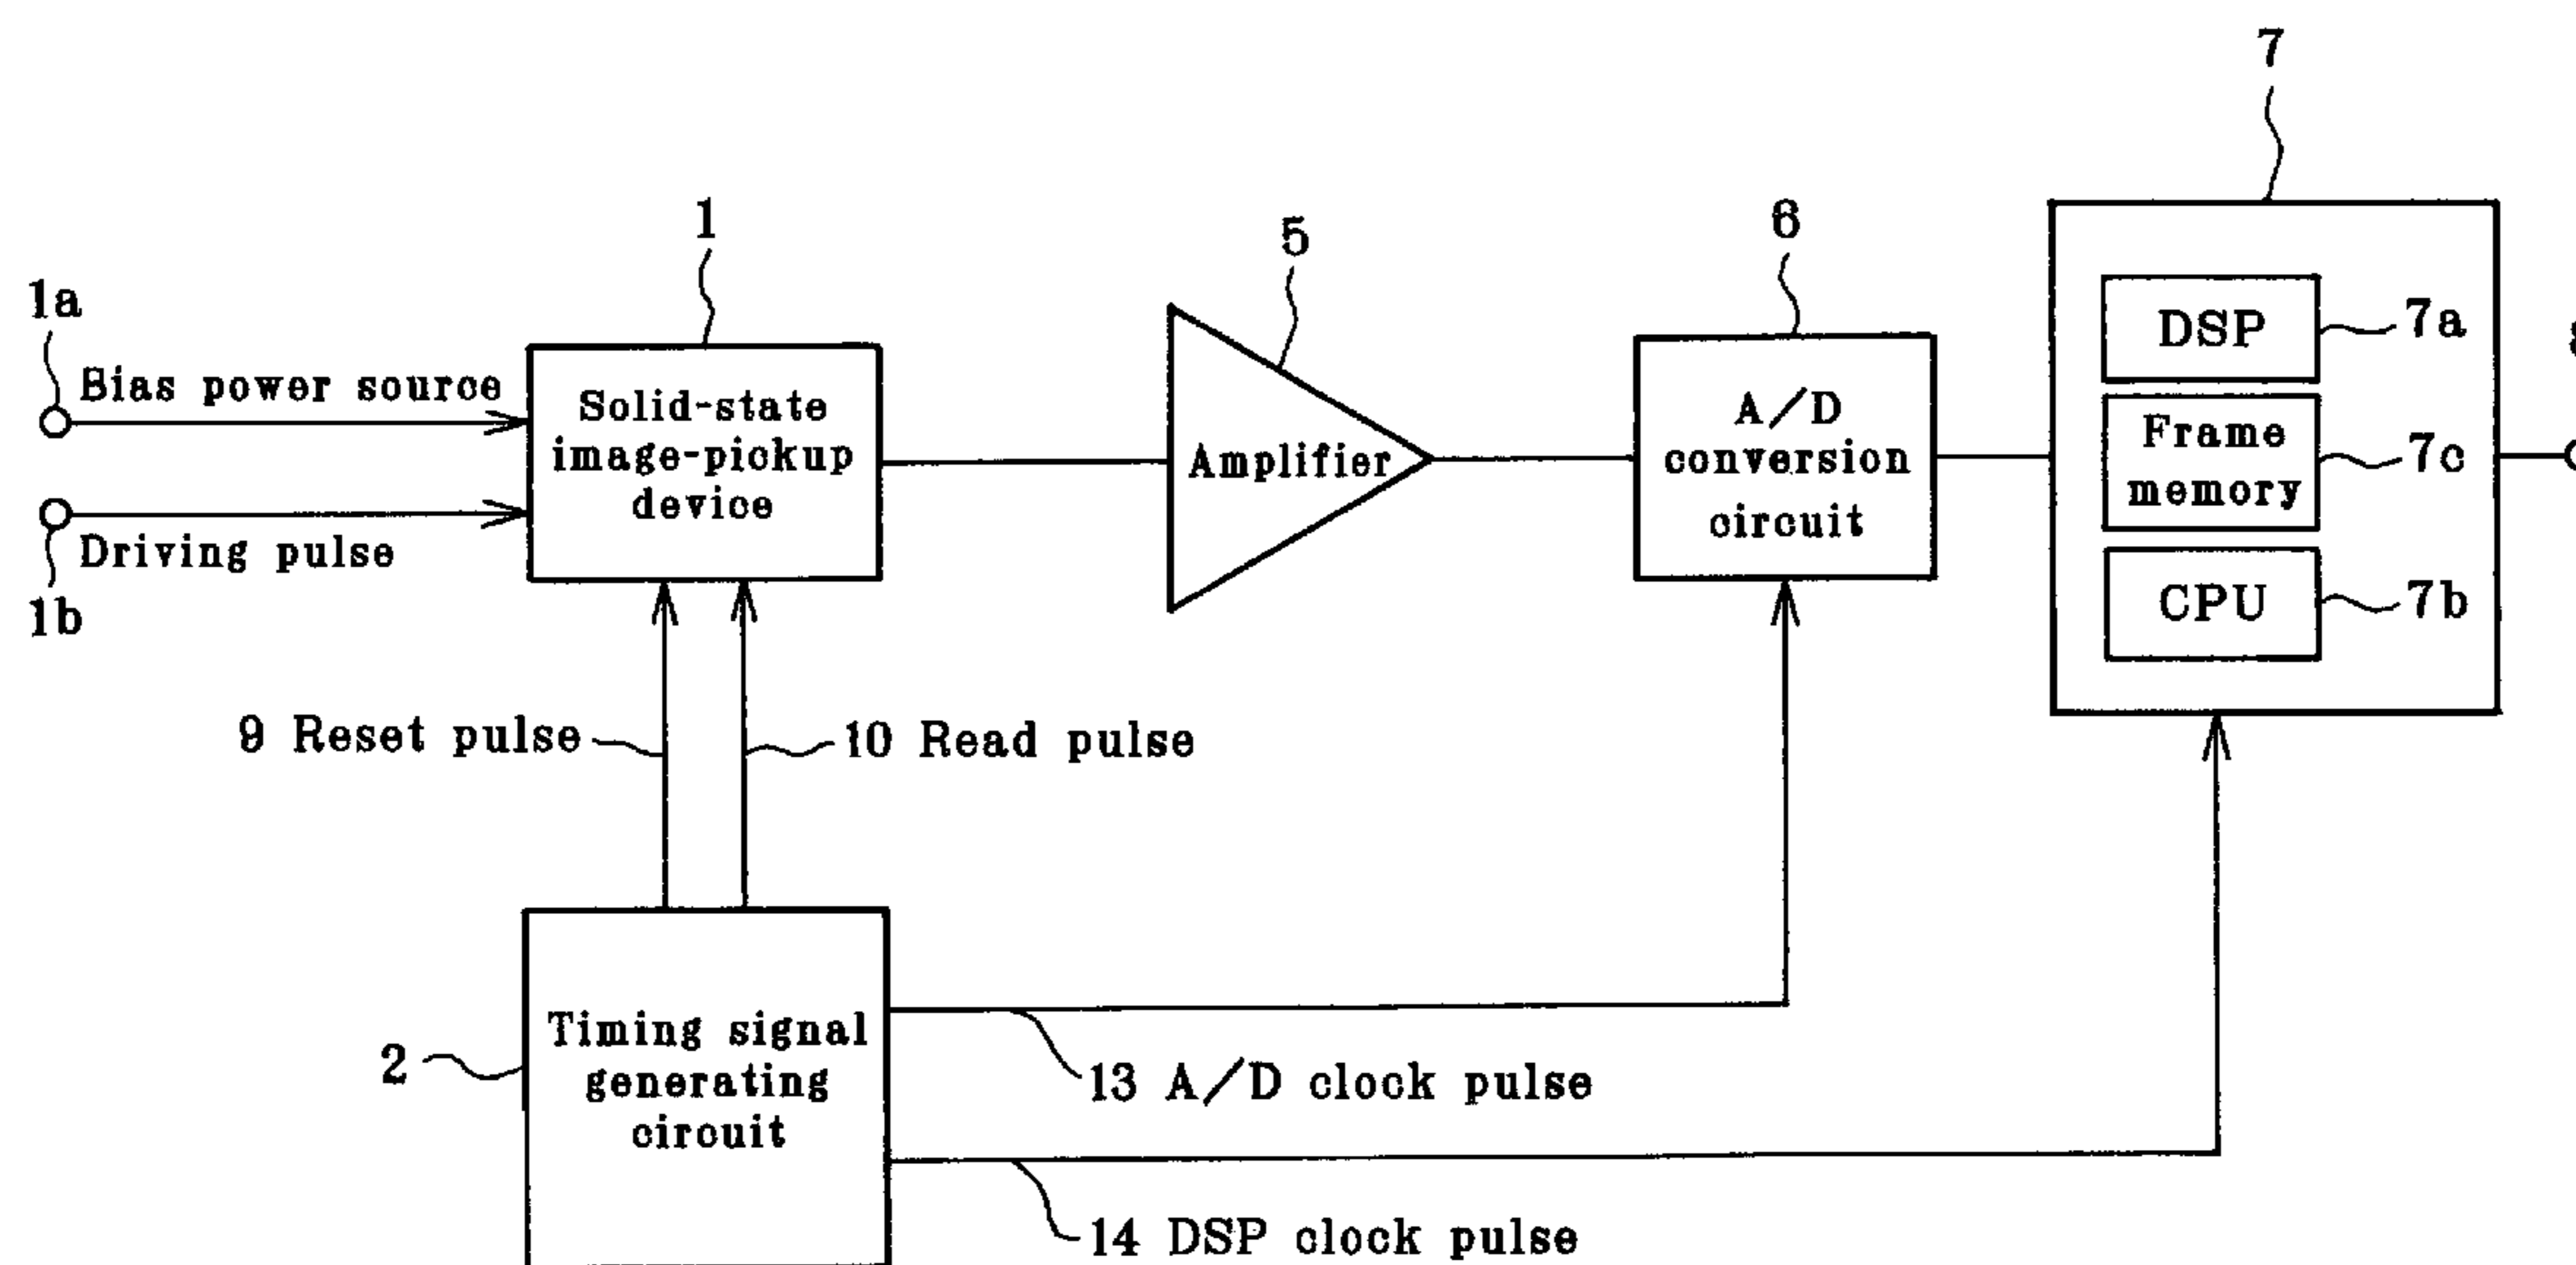 7
1
5
6
1a
Bias power source
Solid-state
image-pickup
device
Amplifier
A/D
conversion
circuit
DSP
7a
Frame
memory
7c
CPU
7b
Driving pulse
1b
9 Reset pulse
10 Read pulse
2
Timing signal
generating
circuit
13 A/D clock pulse
14 DSP clock pulse